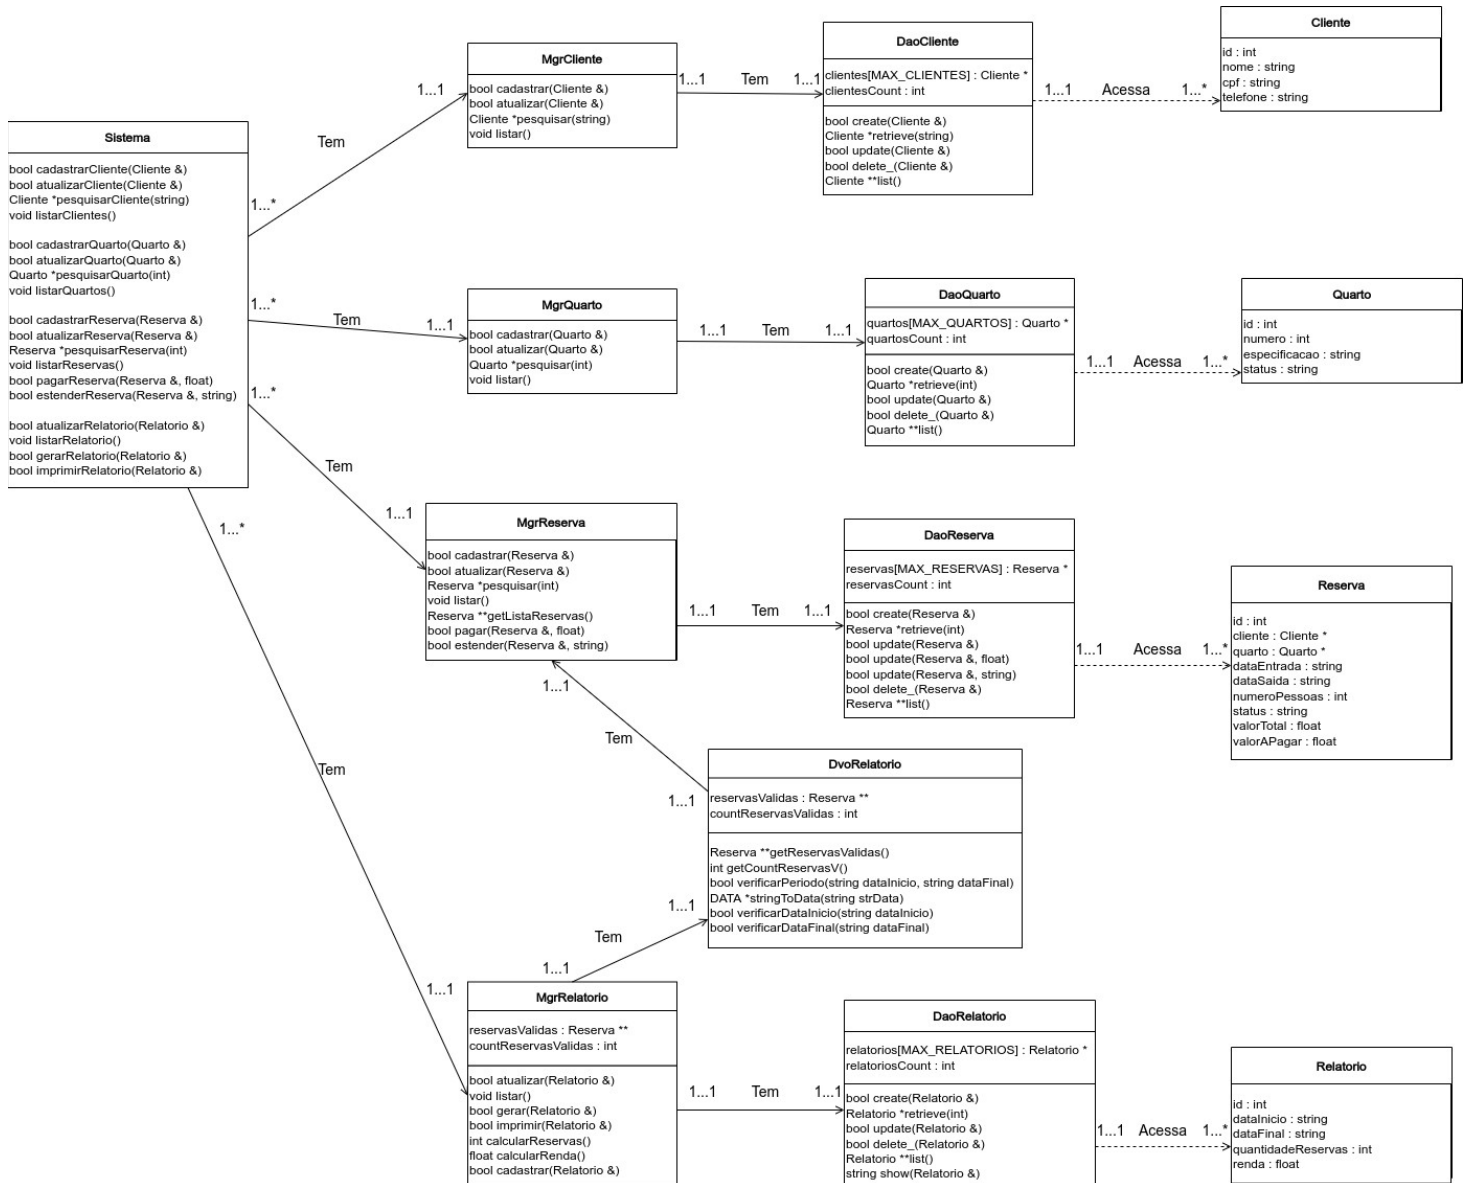 Sistema
bool cadastrarCliente(Cliente &)
bool atualizarCliente(Cliente &)
Cliente *pesquisarCliente(string)
void listarClientes()
bool cadastrarQuarto(Quarto &)
bool atualizarQuarto(Quarto &)
Quarto *pesquisarQuarto(int)
void listarQuartos()
bool cadastrarReserva(Reserva &)
bool atualizarReserva(Reserva &)
Reserva *pesquisarReserva(int)
void listarReservas()
bool pagarReserva(Reserva &, float)
bool estenderReserva(Reserva &, string)
bool atualizarRelatorio(Relatorio &)
void listarRelatorio()
bool gerarRelatorio(Relatorio &)
bool imprimirRelatorio(Relatorio &)
1...*
Tem
1...1
MgrCliente
bool cadastrar(Cliente &)
bool atualizar(Cliente &)
Cliente *pesquisar(string)
void listar()
1...1
Tem
1...1
DaoCliente
clientes[MAX_CLIENTES] : Cliente *
clientesCount : int
bool create(Cliente &)
Cliente *retrieve(string)
bool update(Cliente &)
bool delete_(Cliente &)
Cliente **list()
1...1
Acessa
1...*
Cliente
id : int
nome : string
cpf : string
telefone : string
1...*
Tem
1...1
MgrQuarto
bool cadastrar(Quarto &)
bool atualizar(Quarto &)
Quarto *pesquisar(int)
void listar()
1...1
Tem
1...1
DaoQuarto
quartos[MAX_QUARTOS] : Quarto *
quartosCount : int
bool create(Quarto &)
Quarto *retrieve(int)
bool update(Quarto &)
bool delete_(Quarto &)
Quarto **list()
1...1
Acessa
1...*
Quarto
id : int
numero : int
especificacao : string
status : string
1...*
Tem
1...1
MgrReserva
bool cadastrar(Reserva &)
bool atualizar(Reserva &)
Reserva *pesquisar(int)
void listar()
Reserva **getListaReservas()
bool pagar(Reserva &, float)
bool estender(Reserva &, string)
1...1
Tem
1...1
DaoReserva
reservas[MAX_RESERVAS] : Reserva *
reservasCount : int
bool create(Reserva &)
Reserva *retrieve(int)
bool update(Reserva &)
bool update(Reserva &, float)
bool update(Reserva &, string)
bool delete_(Reserva &)
Reserva **list()
1...1
Acessa
1...*
Reserva
id : int
cliente : Cliente *
quarto : Quarto *
dataEntrada : string
dataSaida : string
numeroPessoas : int
status : string
valorTotal : float
valorAPagar : float
1...1
Tem
1...1
DvoRelatorio
reservasValidas : Reserva **
countReservasValidas : int
Reserva **getReservasValidas()
int getCountReservasV()
bool verificarPeriodo(string dataInicio, string dataFinal)
DATA *stringToData(string strData)
bool verificarDataInicio(string dataInicio)
bool verificarDataFinal(string dataFinal)
1...1
Tem
1...1
1...*
Tem
1...1
MgrRelatorio
reservasValidas : Reserva **
countReservasValidas : int
bool atualizar(Relatorio &)
void listar()
bool gerar(Relatorio &)
bool imprimir(Relatorio &)
int calcularReservas()
float calcularRenda()
bool cadastrar(Relatorio &)
1...1
Tem
1...1
DaoRelatorio
relatorios[MAX_RELATORIOS] : Relatorio *
relatoriosCount : int
bool create(Relatorio &)
Relatorio *retrieve(int)
bool update(Relatorio &)
bool delete_(Relatorio &)
Relatorio **list()
string show(Relatorio &)
1...1
Acessa
1...*
Relatorio
id : int
dataInicio : string
dataFinal : string
quantidadeReservas : int
renda : float